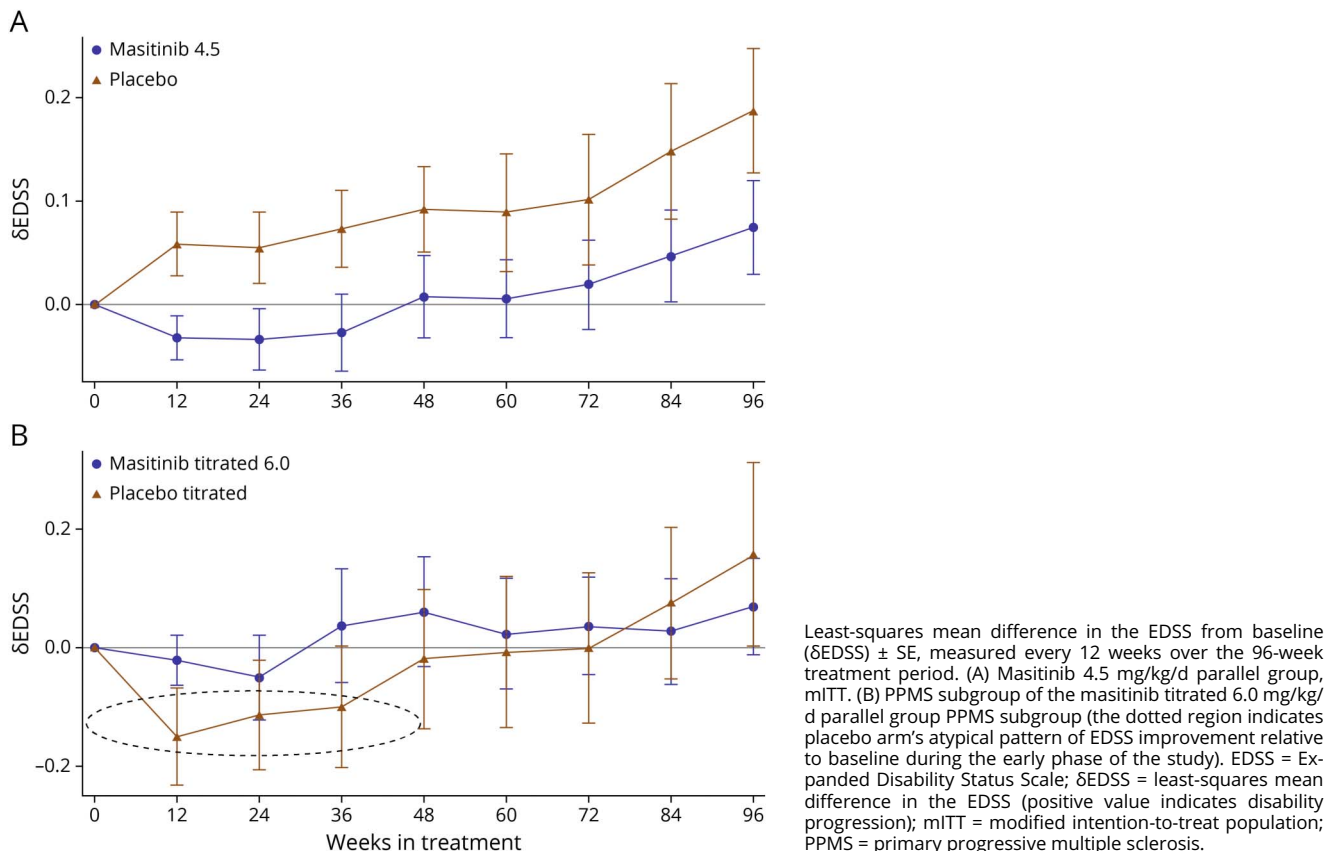 A
Masitinib 4.5
Placebo
0.2
0.1
0.0
δEDSS
0 12 24 36 48 60 72 84 96
B
Masitinib titrated 6.0
Placebo titrated
0.2
0.0
–0.2
δEDSS
0 12 24 36 48 60 72 84 96
Weeks in treatment
Least-squares mean difference in the EDSS from baseline
(δEDSS) ± SE, measured every 12 weeks over the 96-week
treatment period. (A) Masitinib 4.5 mg/kg/d parallel group,
mITT. (B) PPMS subgroup of the masitinib titrated 6.0 mg/kg/
d parallel group PPMS subgroup (the dotted region indicates
placebo arm’s atypical pattern of EDSS improvement relative
to baseline during the early phase of the study). EDSS = Ex-
panded Disability Status Scale; δEDSS = least-squares mean
difference in the EDSS (positive value indicates disability
progression); mITT = modified intention-to-treat population;
PPMS = primary progressive multiple sclerosis.